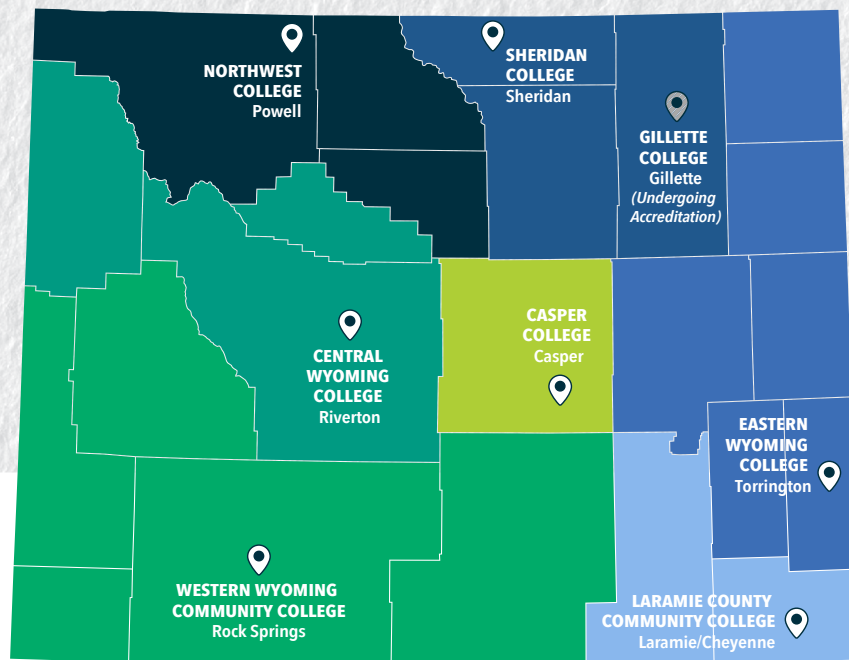 NORTHWEST
COLLEGE
Powell
SHERIDAN
COLLEGE
Sheridan
GILLETTE
COLLEGE
Gillette
(Undergoing
Accreditation)
CENTRAL
WYOMING
COLLEGE
Riverton
CASPER
COLLEGE
Casper
EASTERN
WYOMING
COLLEGE
Torrington
WESTERN WYOMING
COMMUNITY COLLEGE
Rock Springs
LARAMIE COUNTY
COMMUNITY COLLEGE
Laramie/Cheyenne